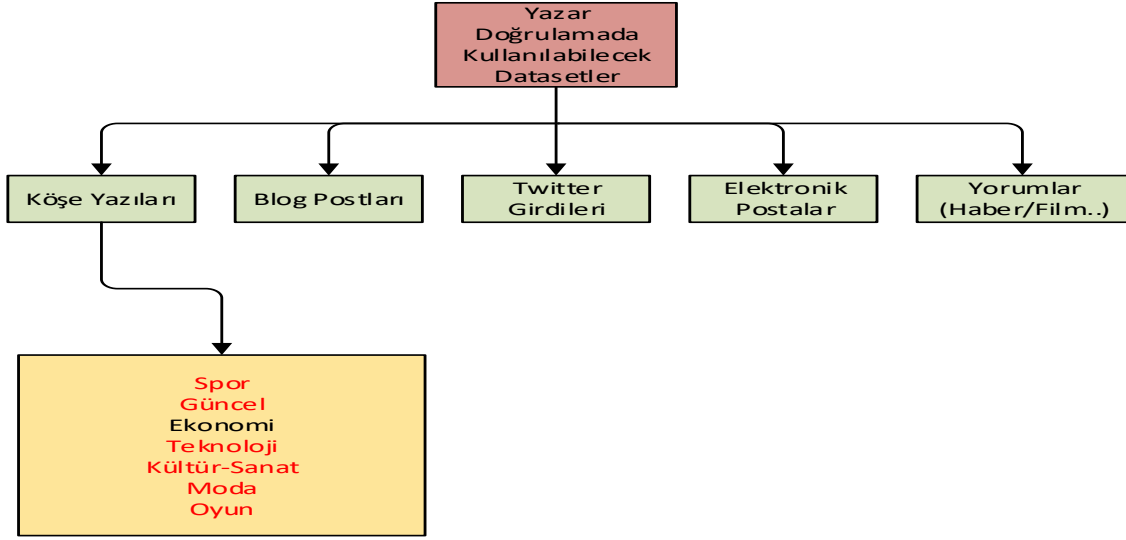 Yazar
Doğrulamada
Kullanılabilecek
Datasetler
Köşe Yazıları
Blog Postları
Twitter
Girdileri
Elektronik
Postalar
Yorumlar
(Haber/Film..)
Spor
Güncel
Ekonomi
Teknoloji
Kültür-Sanat
Moda
Oyun